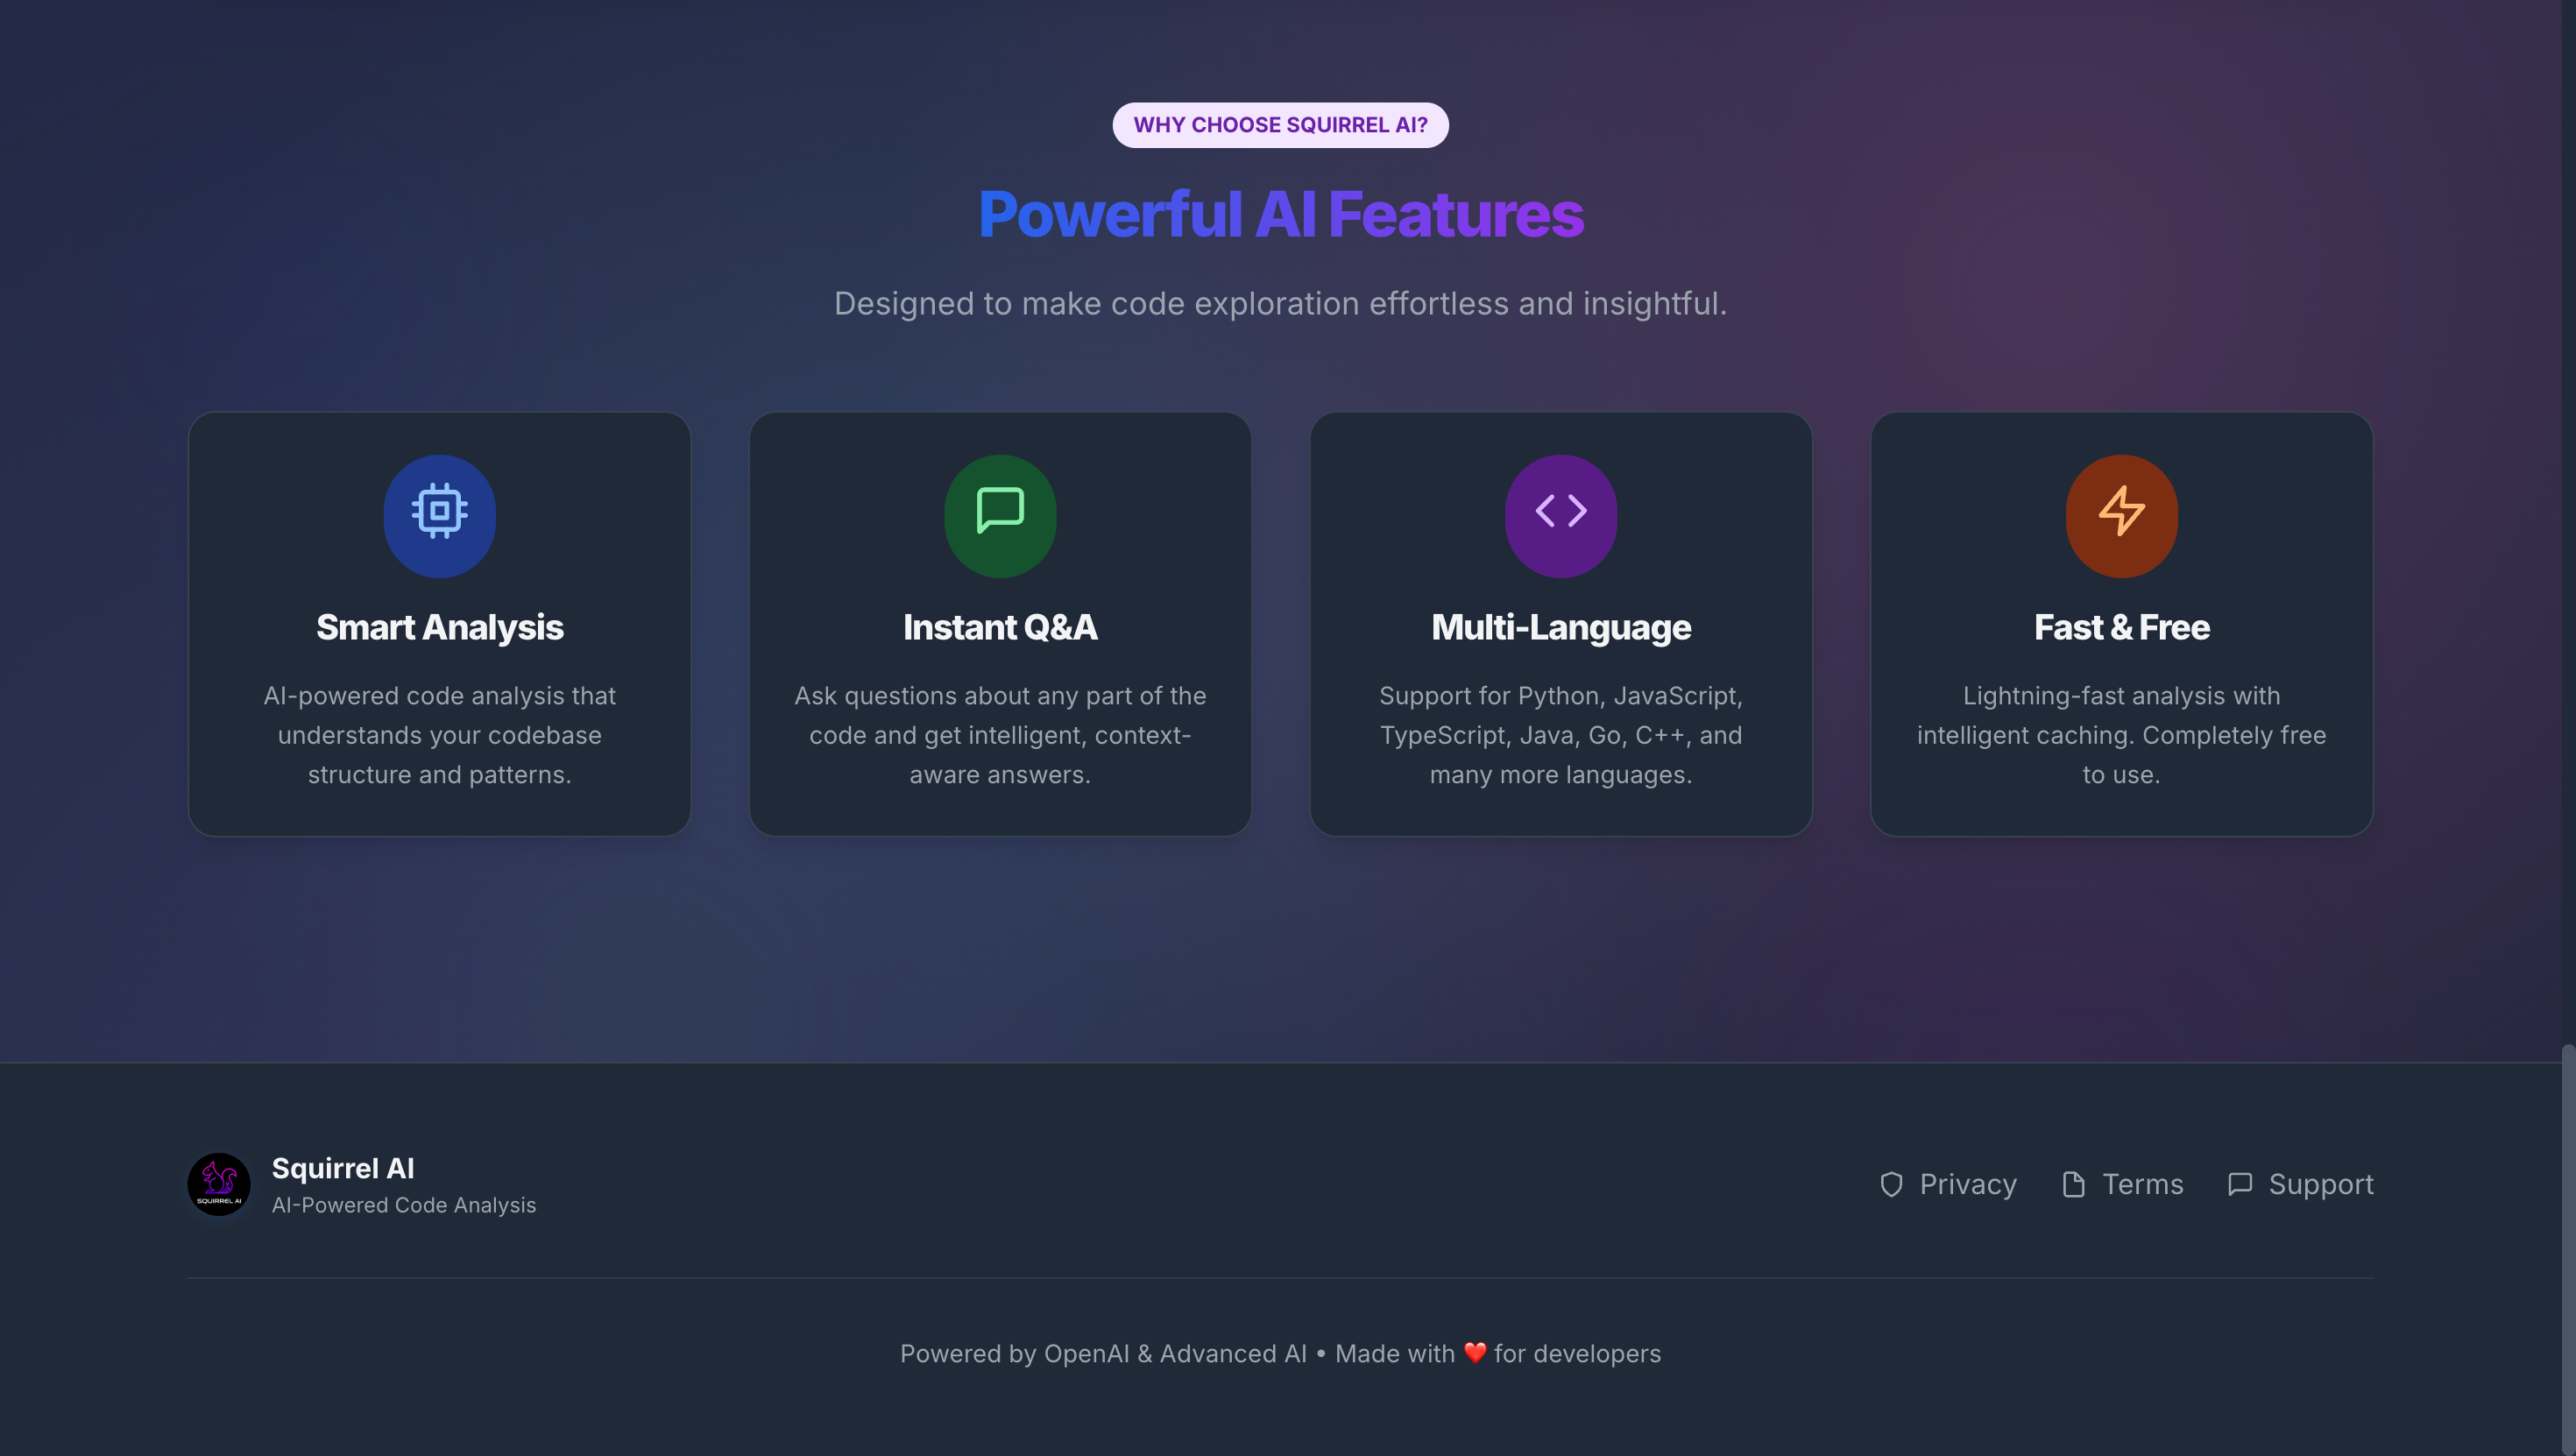 WHY CHOOSE SQUIRREL AI?
Powerful AI Features
Designed to make code exploration effortless and insightful.
Smart Analysis
AI-powered code analysis that
understands your codebase
structure and patterns.
Instant Q&A
Ask questions about any part of the
code and get intelligent, context-
aware answers.
Multi-Language
Support for Python, JavaScript,
TypeScript, Java, Go, C++, and
many more languages.
Fast & Free
Lightning-fast analysis with
intelligent caching. Completely free
to use.
SQUIRREL AI
Squirrel AI
AI-Powered Code Analysis
Privacy
Terms
Support
Powered by OpenAI & Advanced AI • Made with ❤️ for developers